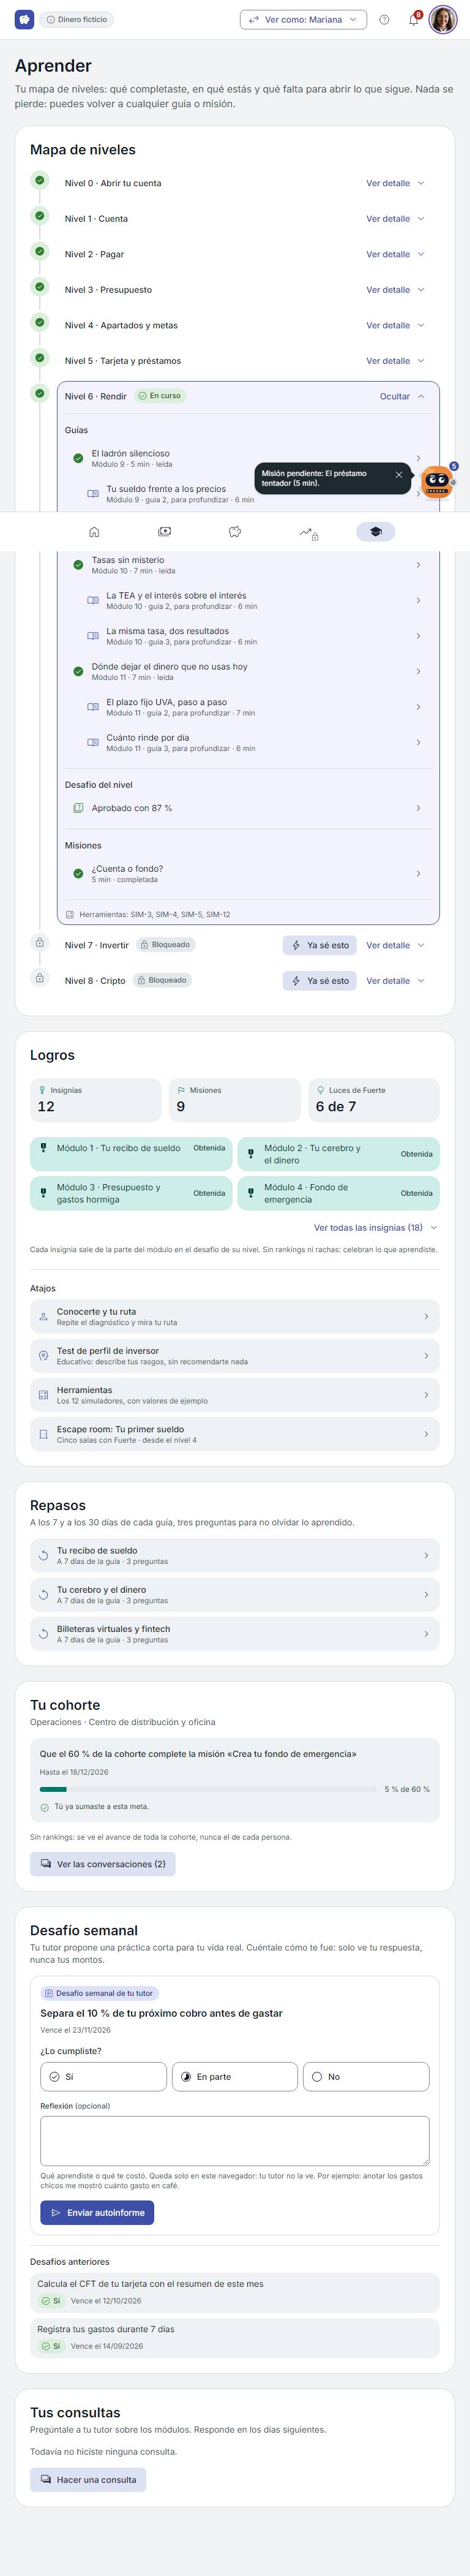 Dinero ficticio
Ver como: Mariana
8
Aprender
Tu mapa de niveles: qué completaste, en qué estás y qué falta para abrir lo que sigue. Nada se
pierde: puedes volver a cualquier guía o misión.
Mapa de niveles
Nivel 0 · Abrir tu cuenta
Ver detalle
Nivel 1 · Cuenta
Ver detalle
Nivel 2 · Pagar
Ver detalle
Nivel 3 · Presupuesto
Ver detalle
Nivel 4 · Apartados y metas
Ver detalle
Nivel 5 · Tarjeta y préstamos
Ver detalle
Nivel 6 · Rendir
En curso
Ocultar
Guías
El ladrón silencioso
Módulo 9 · 5 min · leída
Misión pendiente: El préstamo
tentador (5 min).
5
Tu sueldo frente a los precios
Módulo 9 · guía 2, para profundizar · 6 min
Tasas sin misterio
Módulo 10 · 7 min · leída
La TEA y el interés sobre el interés
Módulo 10 · guía 2, para profundizar · 6 min
La misma tasa, dos resultados
Módulo 10 · guía 3, para profundizar · 6 min
Dónde dejar el dinero que no usas hoy
Módulo 11 · 7 min · leída
El plazo fijo UVA, paso a paso
Módulo 11 · guía 2, para profundizar · 7 min
Cuánto rinde por día
Módulo 11 · guía 3, para profundizar · 6 min
Desafío del nivel
Aprobado con 87 %
Misiones
¿Cuenta o fondo?
5 min · completada
Herramientas: SIM-3, SIM-4, SIM-5, SIM-12
Nivel 7 · Invertir
Bloqueado
Ya sé esto
Ver detalle
Nivel 8 · Cripto
Bloqueado
Ya sé esto
Ver detalle
Logros
Insignias
12
Misiones
9
Luces de Fuerte
6 de 7
Módulo 1 · Tu recibo de sueldo
Obtenida
Módulo 2 · Tu cerebro y
el dinero
Obtenida
Módulo 3 · Presupuesto y
gastos hormiga
Obtenida
Módulo 4 · Fondo de
emergencia
Obtenida
Ver todas las insignias (18)
Cada insignia sale de la parte del módulo en el desafío de su nivel. Sin rankings ni rachas: celebran lo que aprendiste.
Atajos
Conocerte y tu ruta
Repite el diagnóstico y mira tu ruta
Test de perfil de inversor
Educativo: describe tus rasgos, sin recomendarte nada
Herramientas
Los 12 simuladores, con valores de ejemplo
Escape room: Tu primer sueldo
Cinco salas con Fuerte · desde el nivel 4
Repasos
A los 7 y a los 30 días de cada guía, tres preguntas para no olvidar lo aprendido.
Tu recibo de sueldo
A 7 días de la guía · 3 preguntas
Tu cerebro y el dinero
A 7 días de la guía · 3 preguntas
Billeteras virtuales y fintech
A 7 días de la guía · 3 preguntas
Tu cohorte
Operaciones · Centro de distribución y oficina
Que el 60 % de la cohorte complete la misión «Crea tu fondo de emergencia»
Hasta el 18/12/2026
5 % de 60 %
Tú ya sumaste a esta meta.
Sin rankings: se ve el avance de toda la cohorte, nunca el de cada persona.
Ver las conversaciones (2)
Desafío semanal
Tu tutor propone una práctica corta para tu vida real. Cuéntale cómo te fue: solo ve tu respuesta,
nunca tus montos.
Desafío semanal de tu tutor
Separa el 10 % de tu próximo cobro antes de gastar
Vence el 23/11/2026
¿Lo cumpliste?
Sí
En parte
No
Reflexión (opcional)
Qué aprendiste o qué te costó. Queda solo en este navegador: tu tutor no la ve. Por ejemplo: anotar los gastos
chicos me mostró cuánto gasto en café.
Enviar autoinforme
Desafíos anteriores
Calcula el CFT de tu tarjeta con el resumen de este mes
Sí
Vence el 12/10/2026
Registra tus gastos durante 7 días
Sí
Vence el 14/09/2026
Tus consultas
Pregúntale a tu tutor sobre los módulos. Responde en los días siguientes.
Todavía no hiciste ninguna consulta.
Hacer una consulta